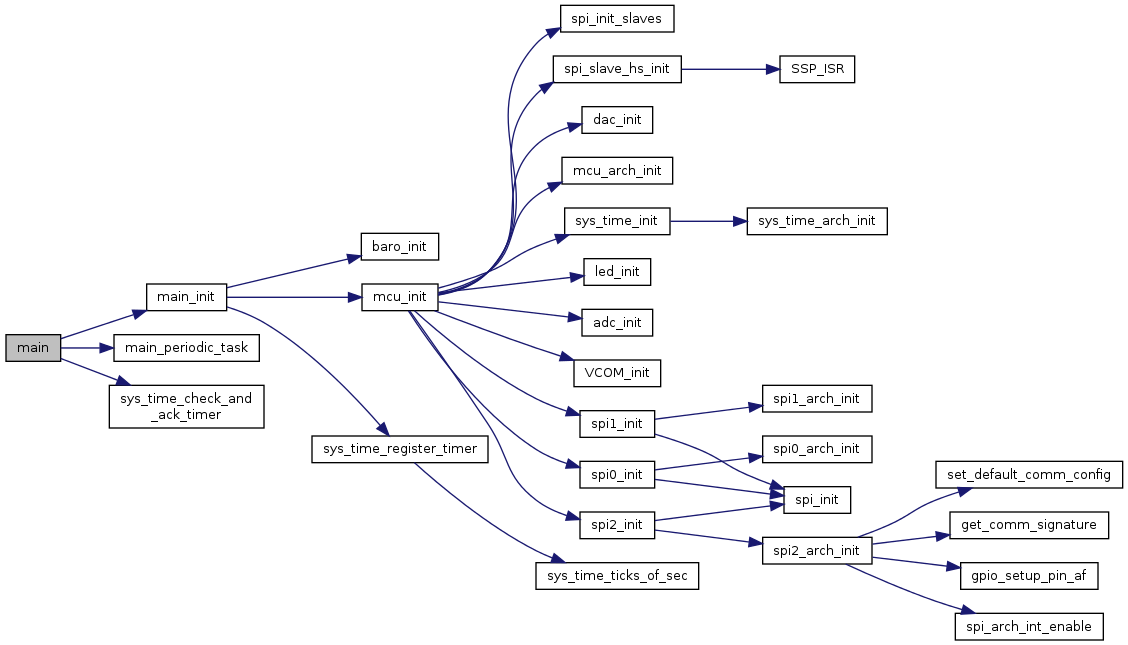 spi_init_slaves
spi_slave_hs_init
SSP_ISR
dac_init
mcu_arch_init
sys_time_init
sys_time_arch_init
baro_init
led_init
main_init
mcu_init
adc_init
main
main_periodic_task
VCOM_init
sys_time_check_and
_ack_timer
spi1_init
spi1_arch_init
sys_time_register_timer
spi0_init
spi0_arch_init
spi_init
set_default_comm_config
spi2_init
get_comm_signature
spi2_arch_init
sys_time_ticks_of_sec
gpio_setup_pin_af
spi_arch_int_enable